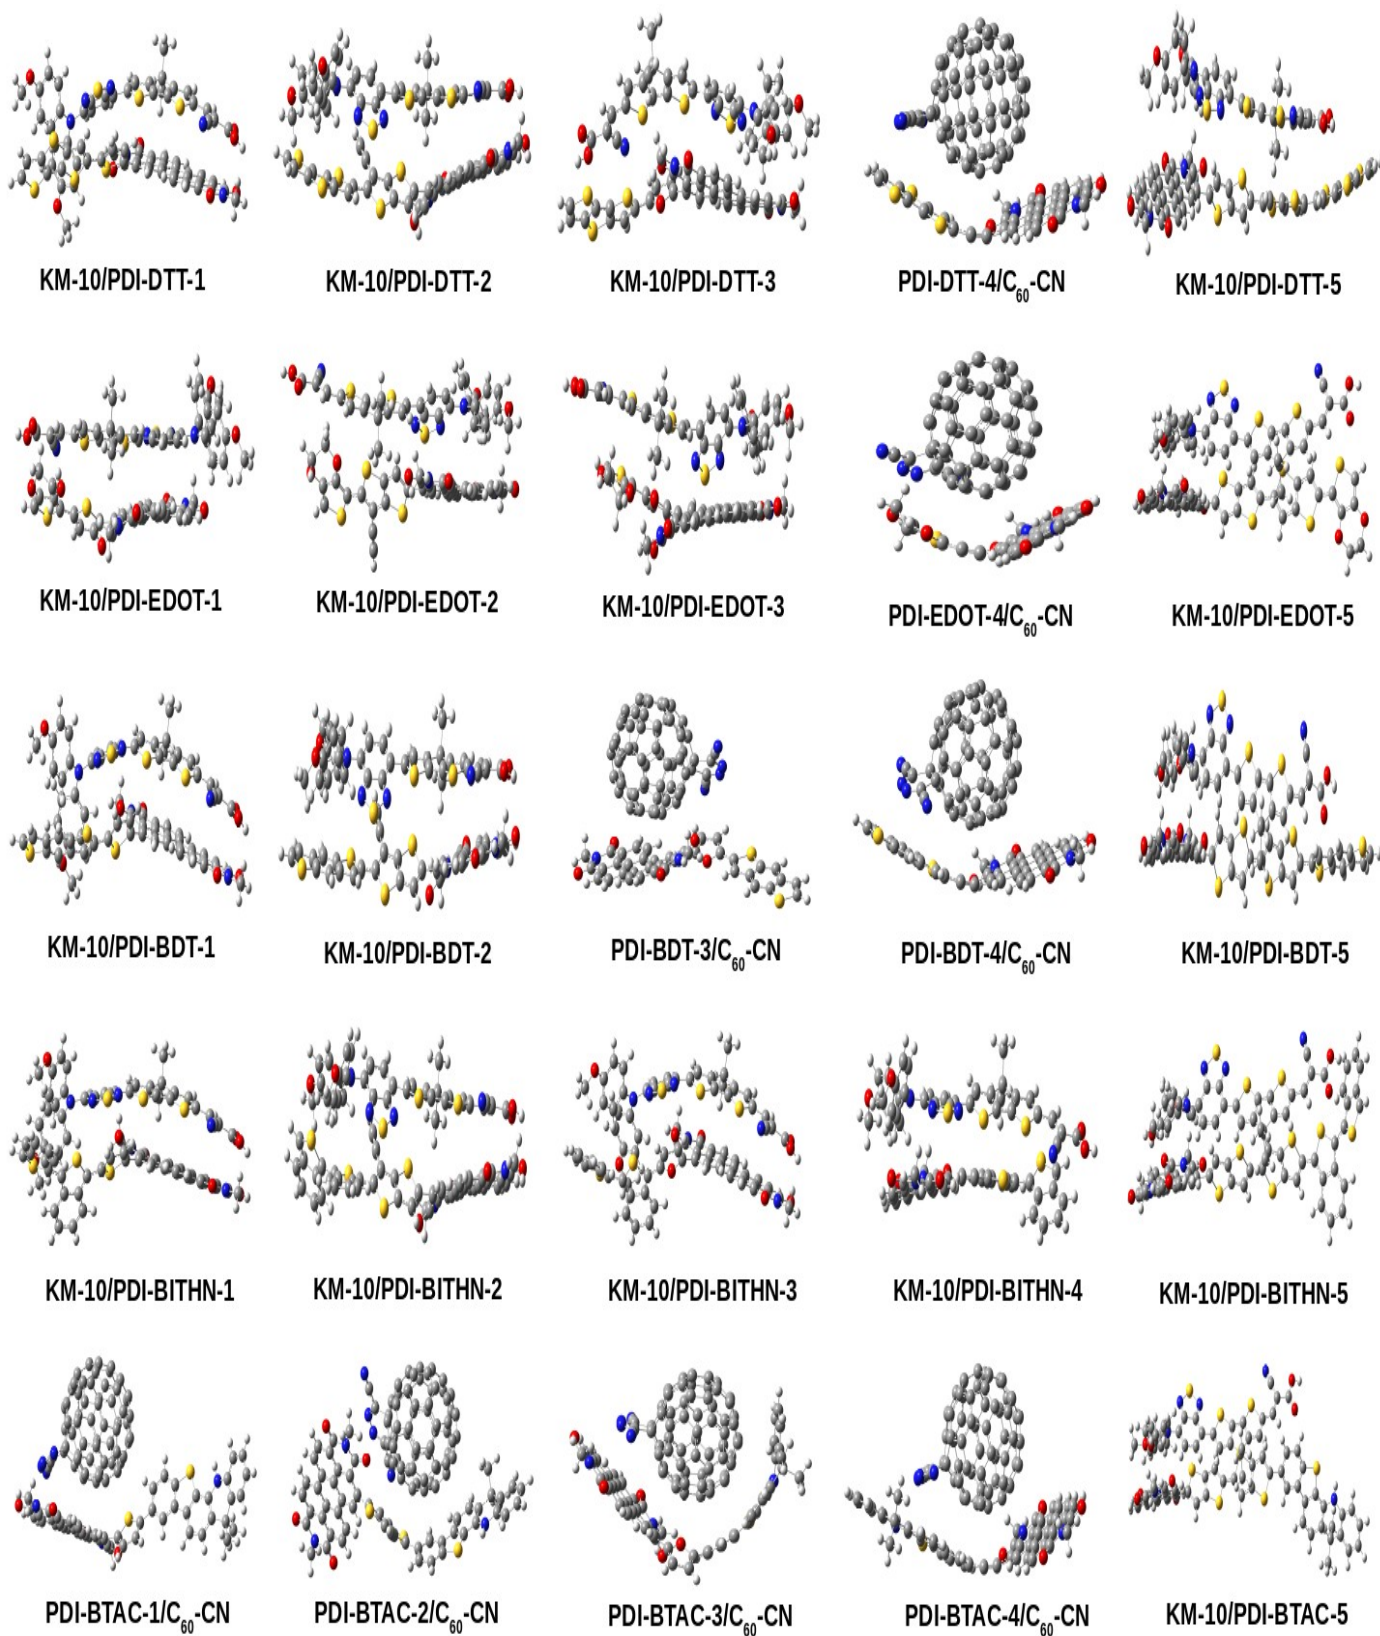 KM-10/PDI-DTT-1
KM-10/PDI-DTT-2
KM-10/PDI-DTT-3
PDI-DTT-4/C60-CN
KM-10/PDI-DTT-5
KM-10/PDI-EDOT-1
KM-10/PDI-EDOT-2
KM-10/PDI-EDOT-3
PDI-EDOT-4/C60-CN
KM-10/PDI-EDOT-5
KM-10/PDI-BDT-1
KM-10/PDI-BDT-2
PDI-BDT-3/C60-CN
PDI-BDT-4/C60-CN
KM-10/PDI-BDT-5
KM-10/PDI-BITHN-1
KM-10/PDI-BITHN-2
KM-10/PDI-BITHN-3
KM-10/PDI-BITHN-4
KM-10/PDI-BITHN-5
PDI-BTAC-1/C60-CN
PDI-BTAC-2/C60-CN
PDI-BTAC-3/C60-CN
PDI-BTAC-4/C60-CN
KM-10/PDI-BTAC-5